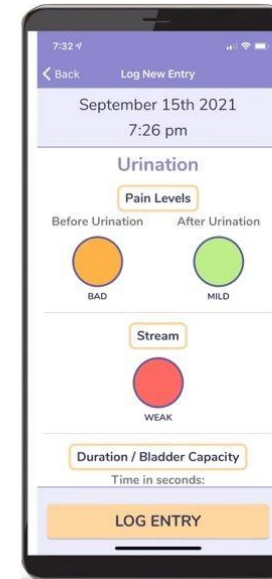 7:32
Back Log New Entry
September 15th 2021
7:26 pm
Urination
Pain Levels
Before Urination After Urination
BAD MILD
Stream
WEAK
Duration / Bladder Capacity
Time in seconds:
LOG ENTRY